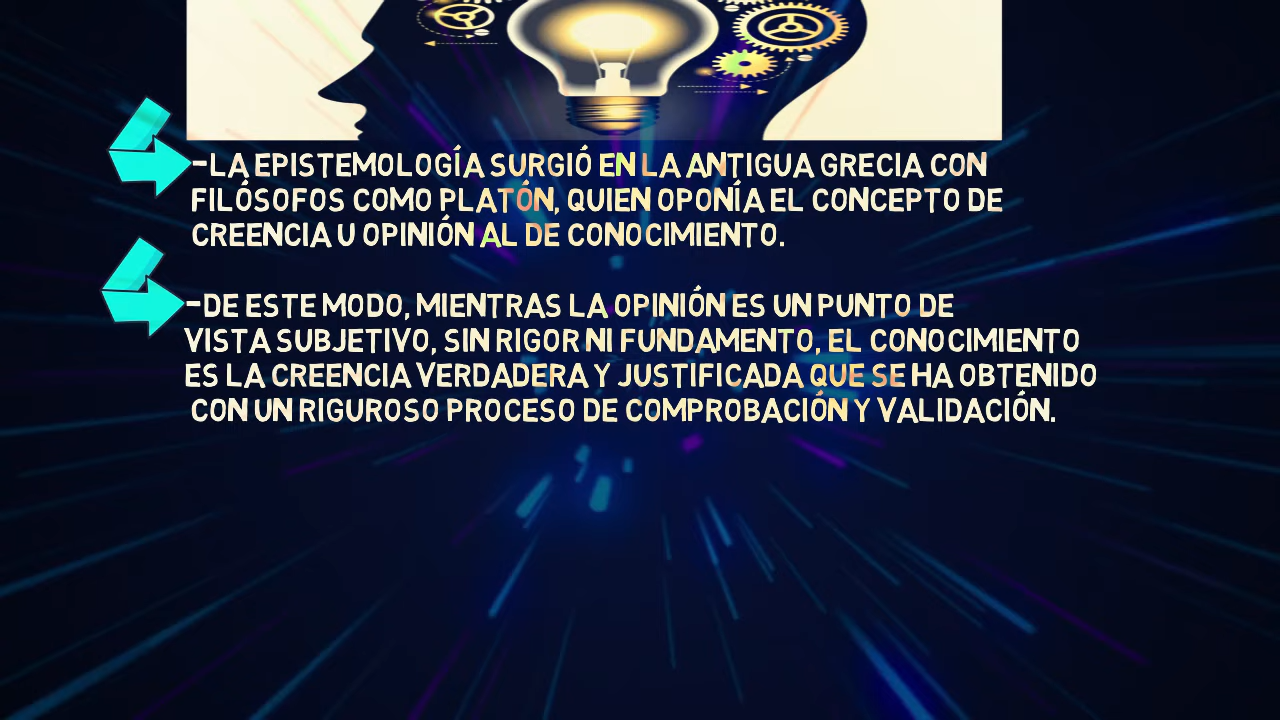 -LA EPISTEMOLOGÍA SURGIÓ EN LA ANTIGUA GRECIA CON
FILÓSOFOS COMO PLATÓN, QUIEN OPONÍA EL CONCEPTO DE
CREENCIA U OPINIÓN AL DE CONOCIMIENTO.
-DE ESTE MODO, MIENTRAS LA OPINIÓN ES UN PUNTO DE
VISTA SUBJETIVO, SIN RIGOR NI FUNDAMENTO, EL CONOCIMIENTO
ES LA CREENCIA VERDADERA Y JUSTIFICADA QUE SE HA OBTENIDO
CON UN RIGUROSO PROCESO DE COMPROBACIÓN Y VALIDACIÓN.